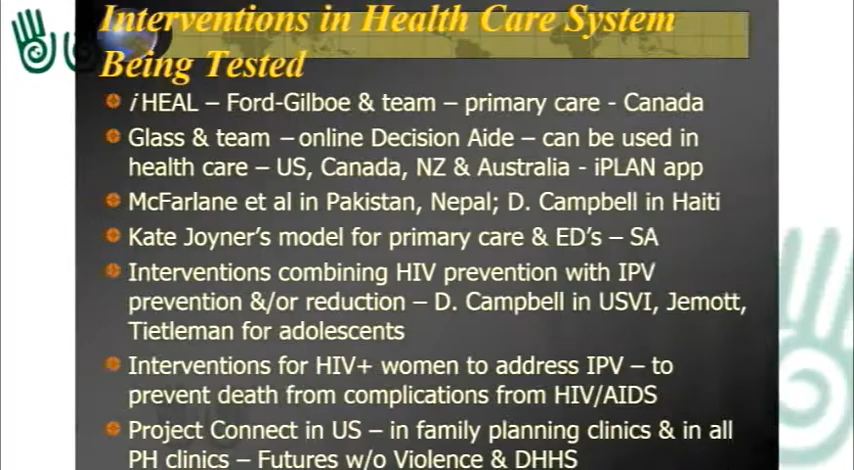 Interventions in Health Care System
Being Tested
iHEAL – Ford-Gilboe & team – primary care - Canada
Glass & team – online Decision Aide – can be used in
health care – US, Canada, NZ & Australia - iPLAN app
McFarlane et al in Pakistan, Nepal; D. Campbell in Haiti
Kate Joyner's model for primary care & ED's – SA
Interventions combining HIV prevention with IPV
prevention &/or reduction – D. Campbell in USVI, Jemott,
Tietleman for adolescents
Interventions for HIV+ women to address IPV – to
prevent death from complications from HIV/AIDS
Project Connect in US – in family planning clinics & in all
PH clinics – Futures w/o Violence & DHHS